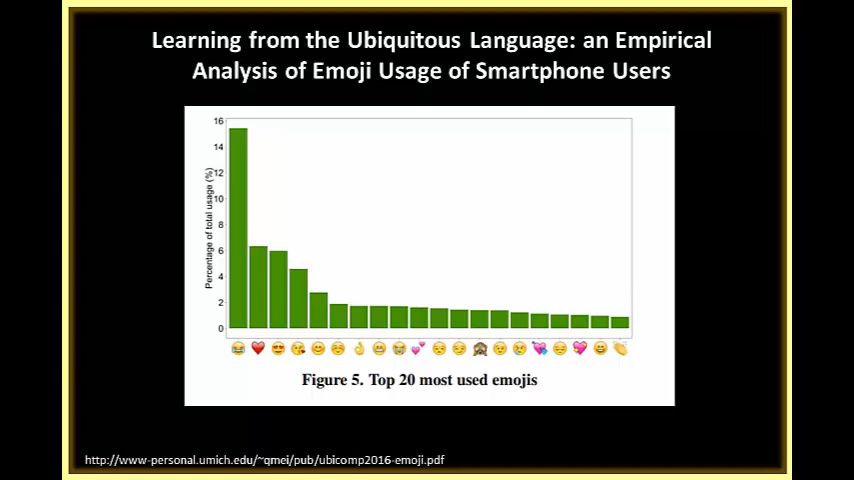 Learning from the Ubiquitous Language: an Empirical
Analysis of Emoji Usage of Smartphone Users
Percentage of total usage (%)
16
14
12
10
8
6
4
2
0
Figure 5. Top 20 most used emojis
http://www-personal.umich.edu/~qmei/pub/ubicomp2016-emoji.pdf